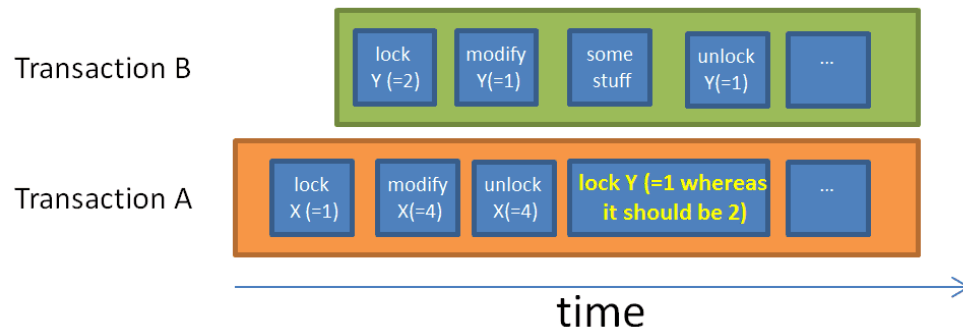 Transaction B
lock
Y (=2)
modify
Y(=1)
some
stuff
unlock
Y(=1)
...
Transaction A
lock
X (=1)
modify
X(=4)
unlock
X(=4)
lock Y (=1 whereas
it should be 2)
...
time